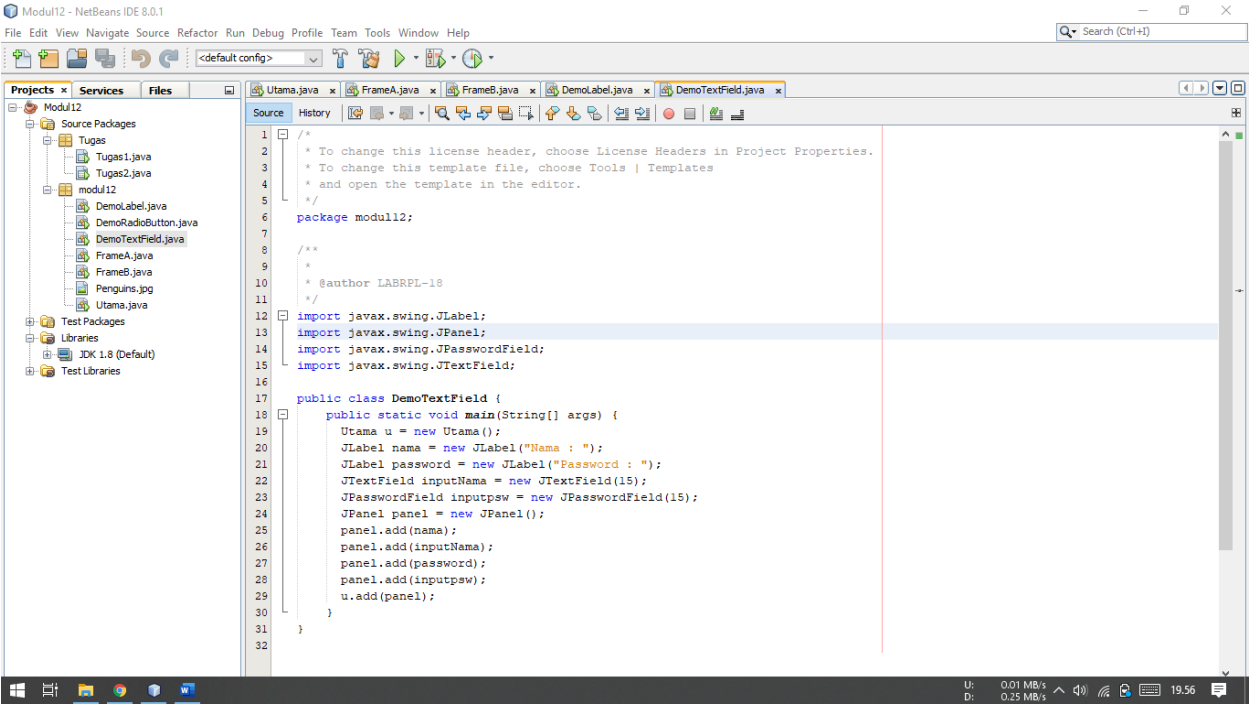 Modul12 - NetBeans IDE 8.0.1
File Edit View Navigate Source Refactor Run Debug Profile Team Tools Window Help
Search (Ctrl+I)
<default config>
Projects Services Files
Modul12
Source Packages
Tugas
Tugas1.java
Tugas2.java
modul12
DemoLabel.java
DemoRadioButton.java
DemoTextField.java
FrameA.java
FrameB.java
Penguins.jpg
Utama.java
Test Packages
Libraries
JDK 1.8 (Default)
Test Libraries
Utama.java FrameA.java FrameB.java DemoLabel.java DemoTextField.java
Source History
1 /*
2 * To change this license header, choose License Headers in Project Properties.
3 * To change this template file, choose Tools | Templates
4 * and open the template in the editor.
5 */
6 package modul12;
7
8 /**
9 *
10 * @author LABRPL-18
11 */
12 import javax.swing.JLabel;
13 import javax.swing.JPanel;
14 import javax.swing.JPasswordField;
15 import javax.swing.JTextField;
16
17 public class DemoTextField {
18 public static void main(String[] args) {
19 Utama u = new Utama();
20 JLabel nama = new JLabel("Nama : ");
21 JLabel password = new JLabel("Password : ");
22 JTextField inputNama = new JTextField(15);
23 JPasswordField inputpsw = new JPasswordField(15);
24 JPanel panel = new JPanel();
25 panel.add(nama);
26 panel.add(inputNama);
27 panel.add(password);
28 panel.add(inputpsw);
29 u.add(panel);
30 }
31 }
32
U: 0.01 MB/s
D: 0.25 MB/s
19.56